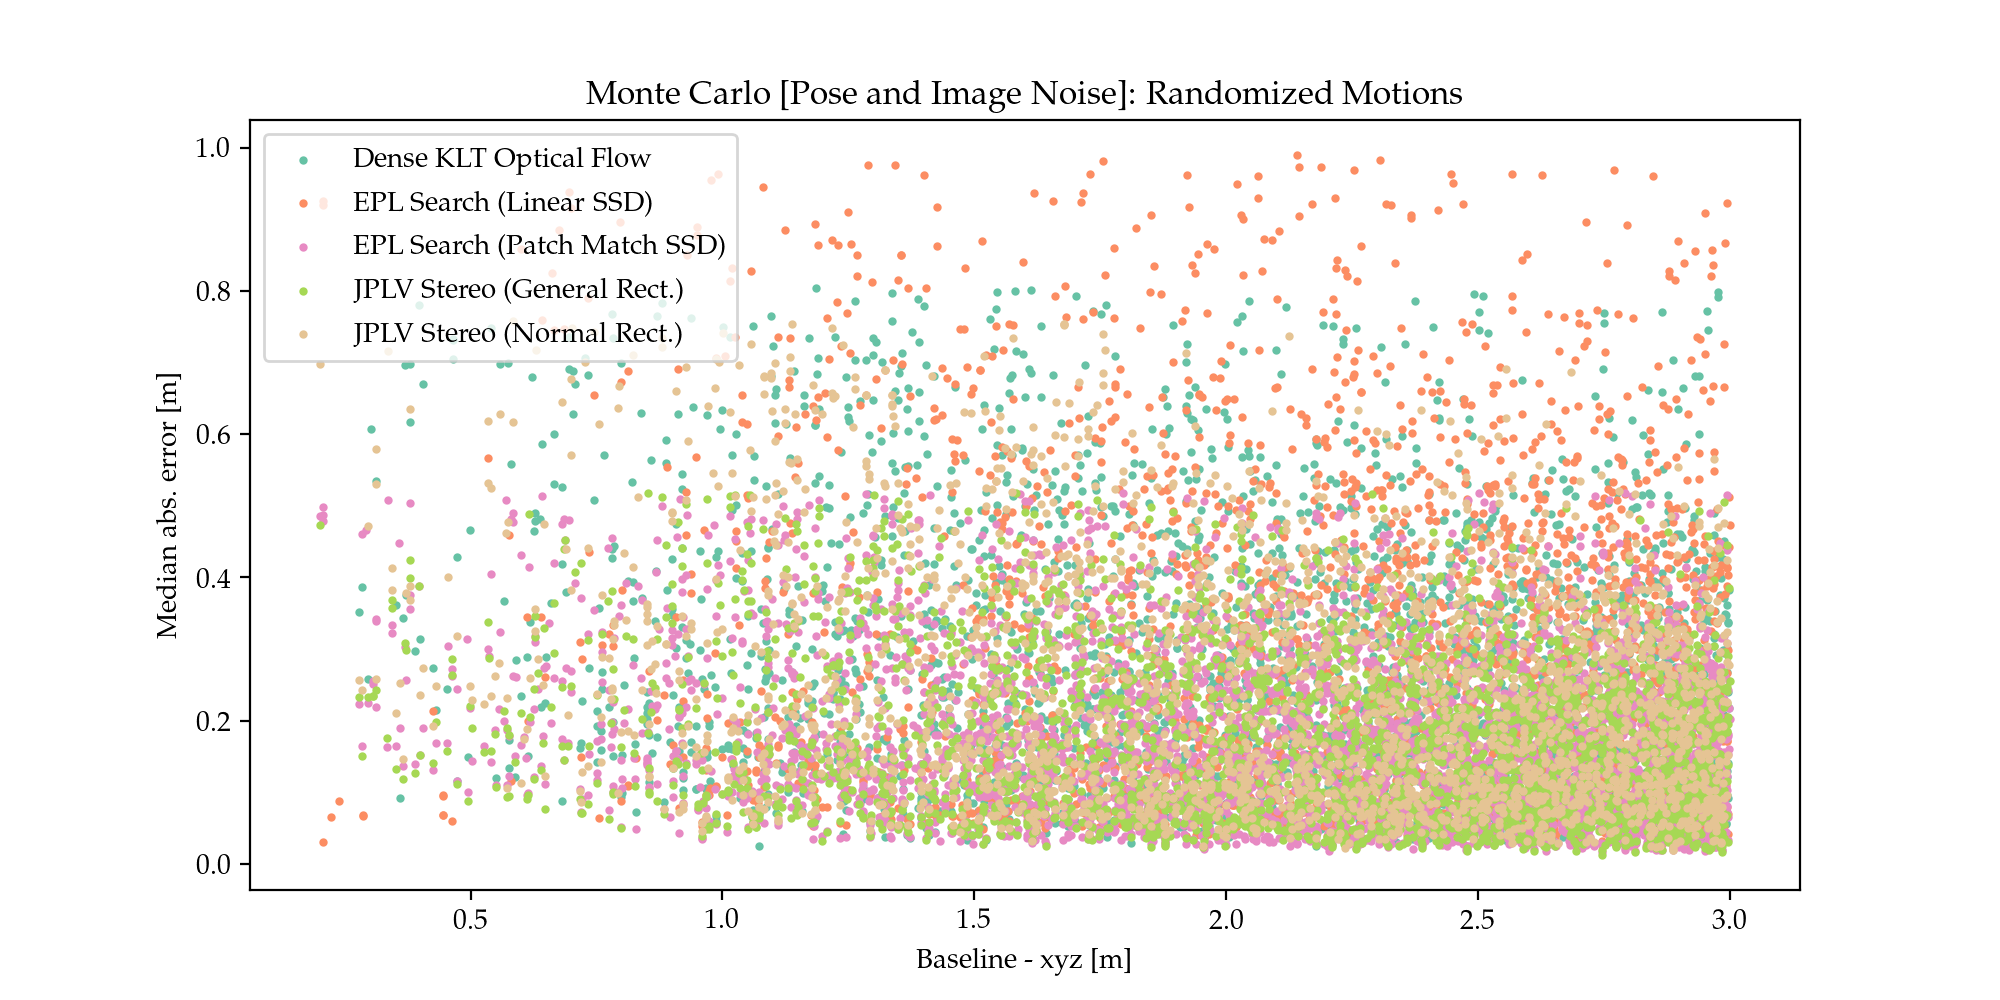 Monte Carlo [Pose and Image Noise]: Randomized Motions
Dense KLT Optical Flow
EPL Search (Linear SSD)
EPL Search (Patch Match SSD)
JPLV Stereo (General Rect.)
JPLV Stereo (Normal Rect.)
Median abs. error [m]
1.0
0.8
0.6
0.4
0.2
0.0
0.5 1.0 1.5 2.0 2.5 3.0
Baseline - xyz [m]